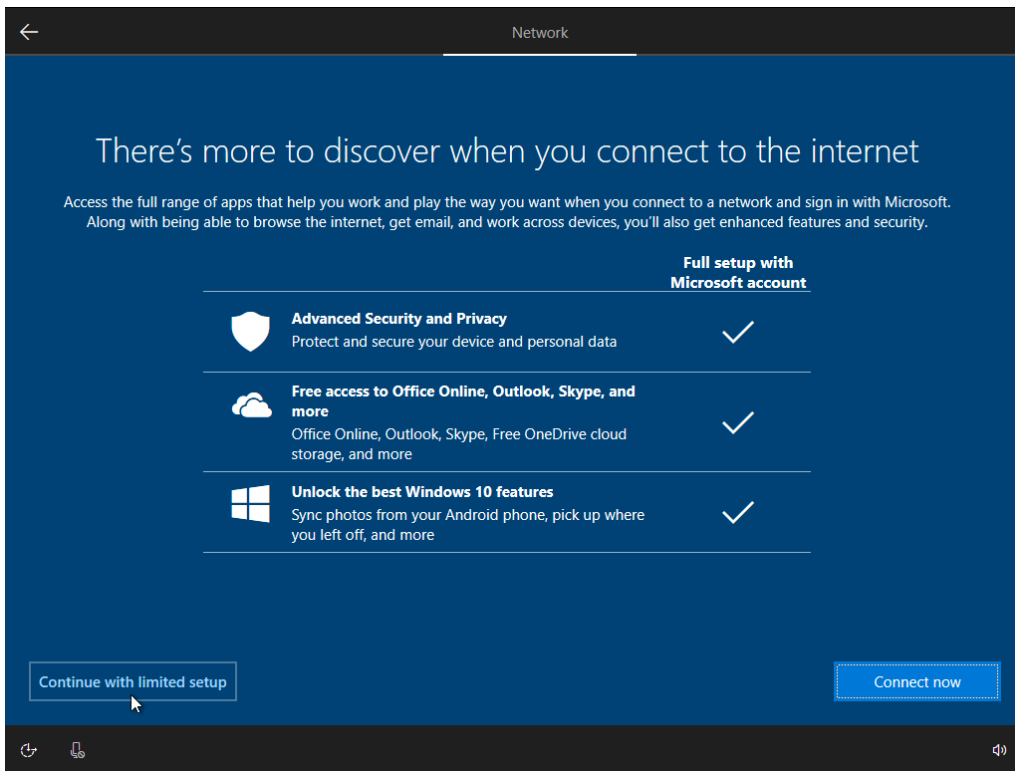 Network
There's more to discover when you connect to the internet
Access the full range of apps that help you work and play the way you want when you connect to a network and sign in with Microsoft.
Along with being able to browse the internet, get email, and work across devices, you'll also get enhanced features and security.
Full setup with
Microsoft account
Advanced Security and Privacy
Protect and secure your device and personal data
Free access to Office Online, Outlook, Skype, and
more
Office Online, Outlook, Skype, Free OneDrive cloud
storage, and more
Unlock the best Windows 10 features
Sync photos from your Android phone, pick up where
you left off, and more
Continue with limited setup
Connect now